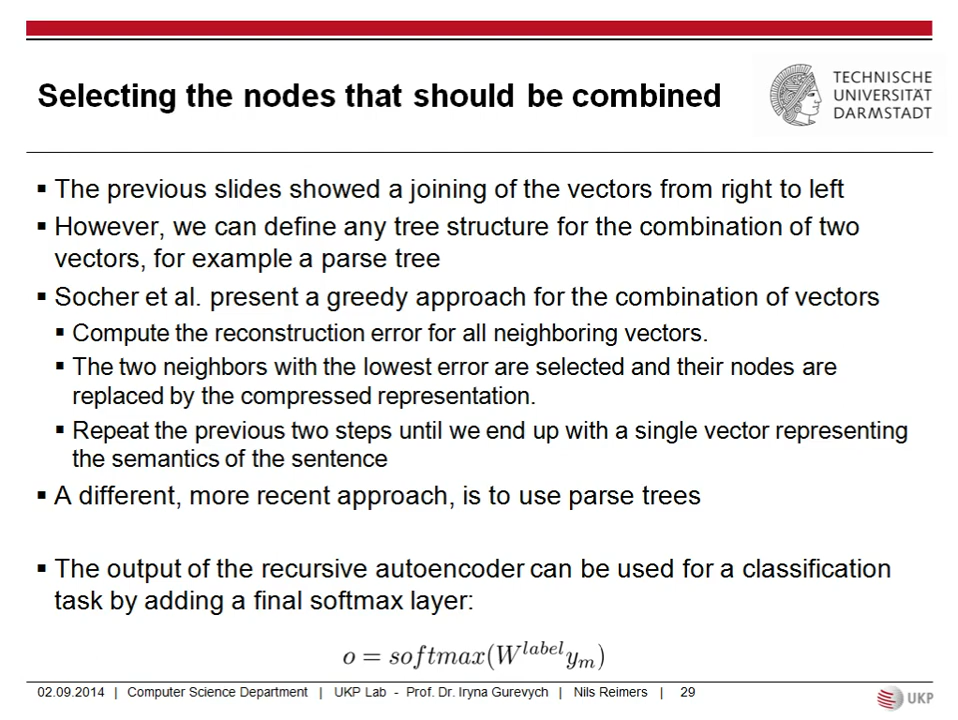 Selecting the nodes that should be combined
TECHNISCHE
UNIVERSITÄT
DARMSTADT
▪ The previous slides showed a joining of the vectors from right to left
▪ However, we can define any tree structure for the combination of two
vectors, for example a parse tree
▪ Socher et al. present a greedy approach for the combination of vectors
▪ Compute the reconstruction error for all neighboring vectors.
▪ The two neighbors with the lowest error are selected and their nodes are
replaced by the compressed representation.
▪ Repeat the previous two steps until we end up with a single vector representing
the semantics of the sentence
▪ A different, more recent approach, is to use parse trees
▪ The output of the recursive autoencoder can be used for a classification
task by adding a final softmax layer:
o = softmax(W^{label} y_m)
02.09.2014 | Computer Science Department | UKP Lab - Prof. Dr. Iryna Gurevych | Nils Reimers | 29
UKP